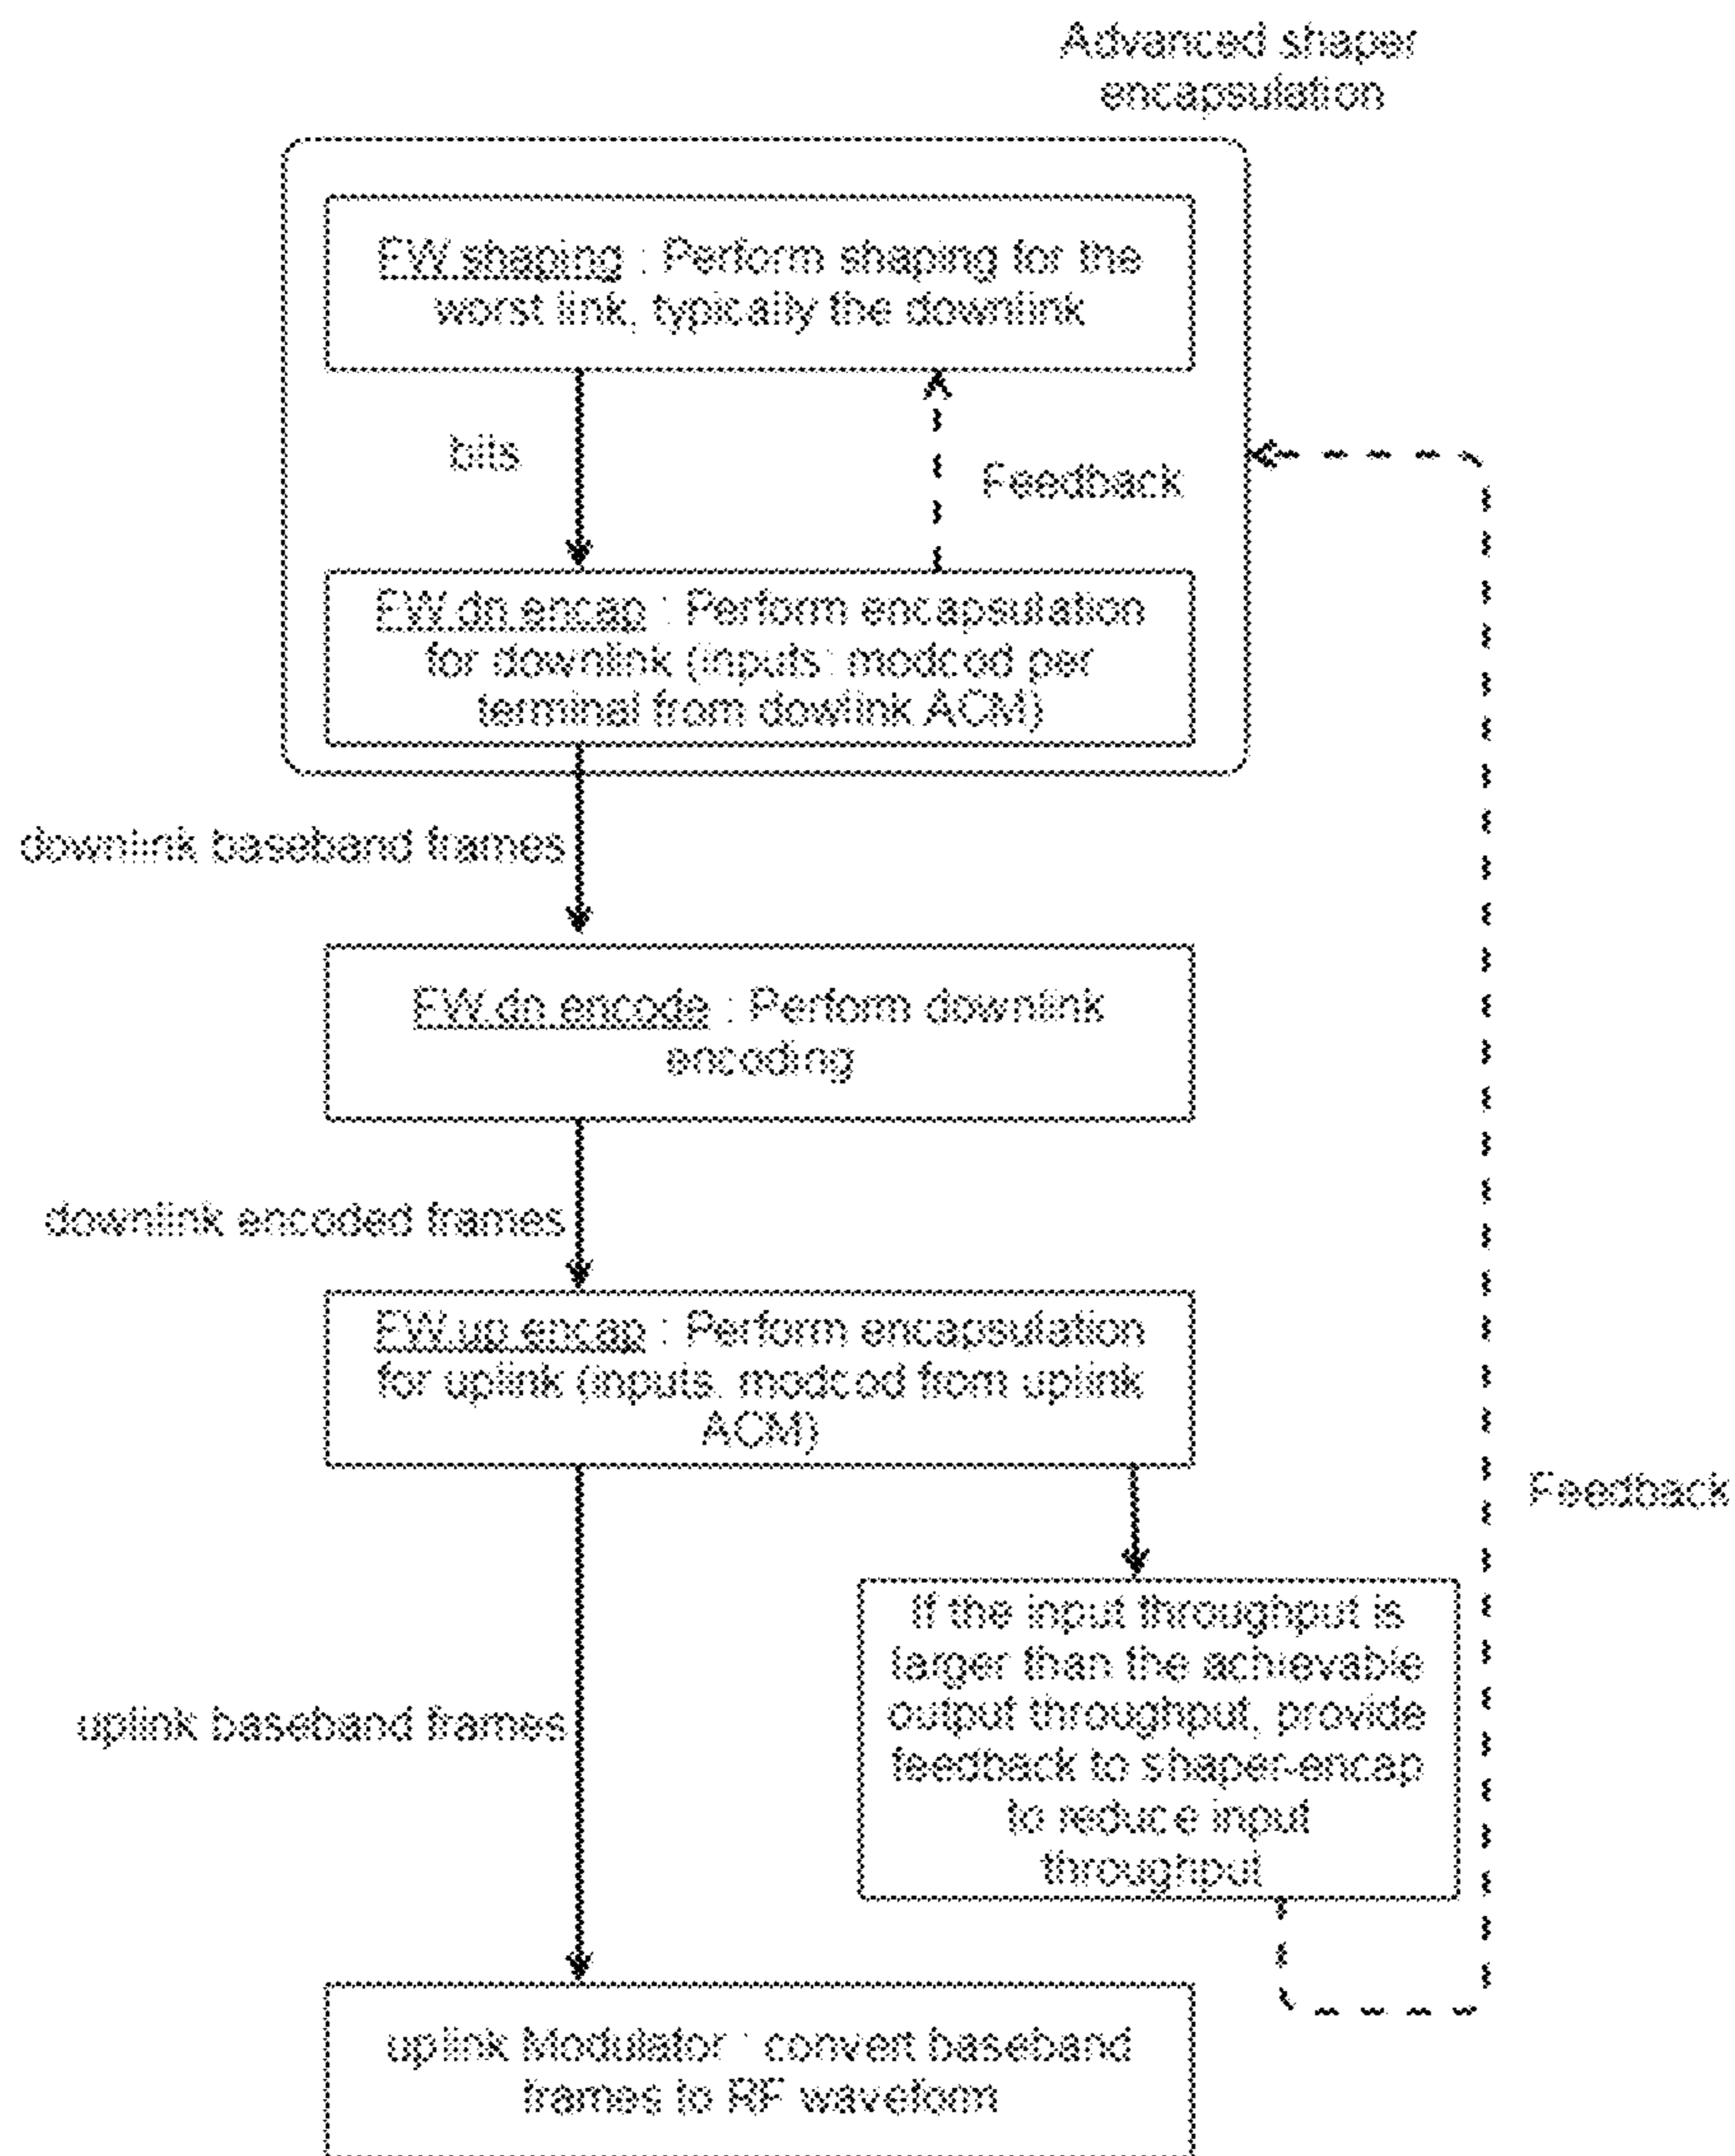 Advanced shaper
encapsulation
FW.shaping : Perform shaping for the
worst link, typically the downlink
bits
Feedback
FW.dn.encap : Perform encapsulation
for downlink (inputs: modcod per
terminal from dowlink ACM)
downlink baseband frames
FW.dn.encode : Perform downlink
encoding
downlink encoded frames
FW.up.encap : Perform encapsulation
for uplink (inputs: modcod from uplink
ACM)
Feedback
If the input throughput is
larger than the achievable
output throughput, provide
feedback to shaper-encap
to reduce input
throughput
uplink baseband frames
uplink Modulator : convert baseband
frames to RF waveform